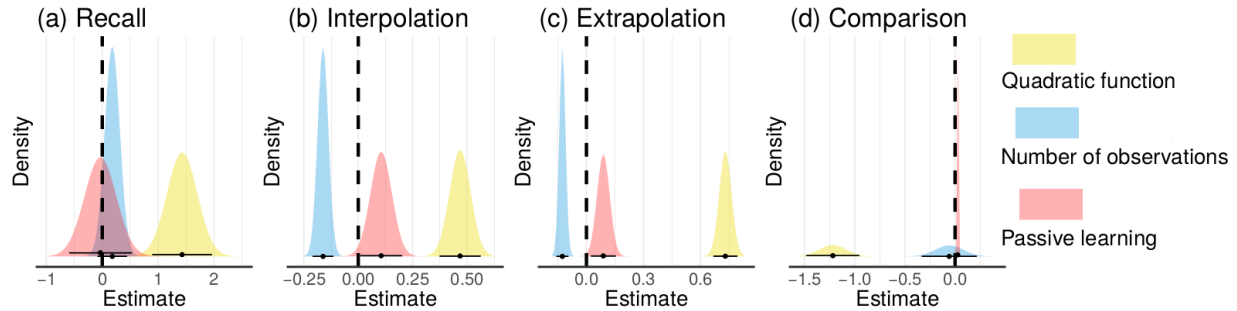 (a) Recall
(b) Interpolation
(c) Extrapolation
(d) Comparison
Density
Density
Density
Density
−1 0 1 2
−0.25 0.00 0.25 0.50
0.0 0.3 0.6
−1.5 −1.0 −0.5 0.0
Estimate
Estimate
Estimate
Estimate
Quadratic function
Number of observations
Passive learning